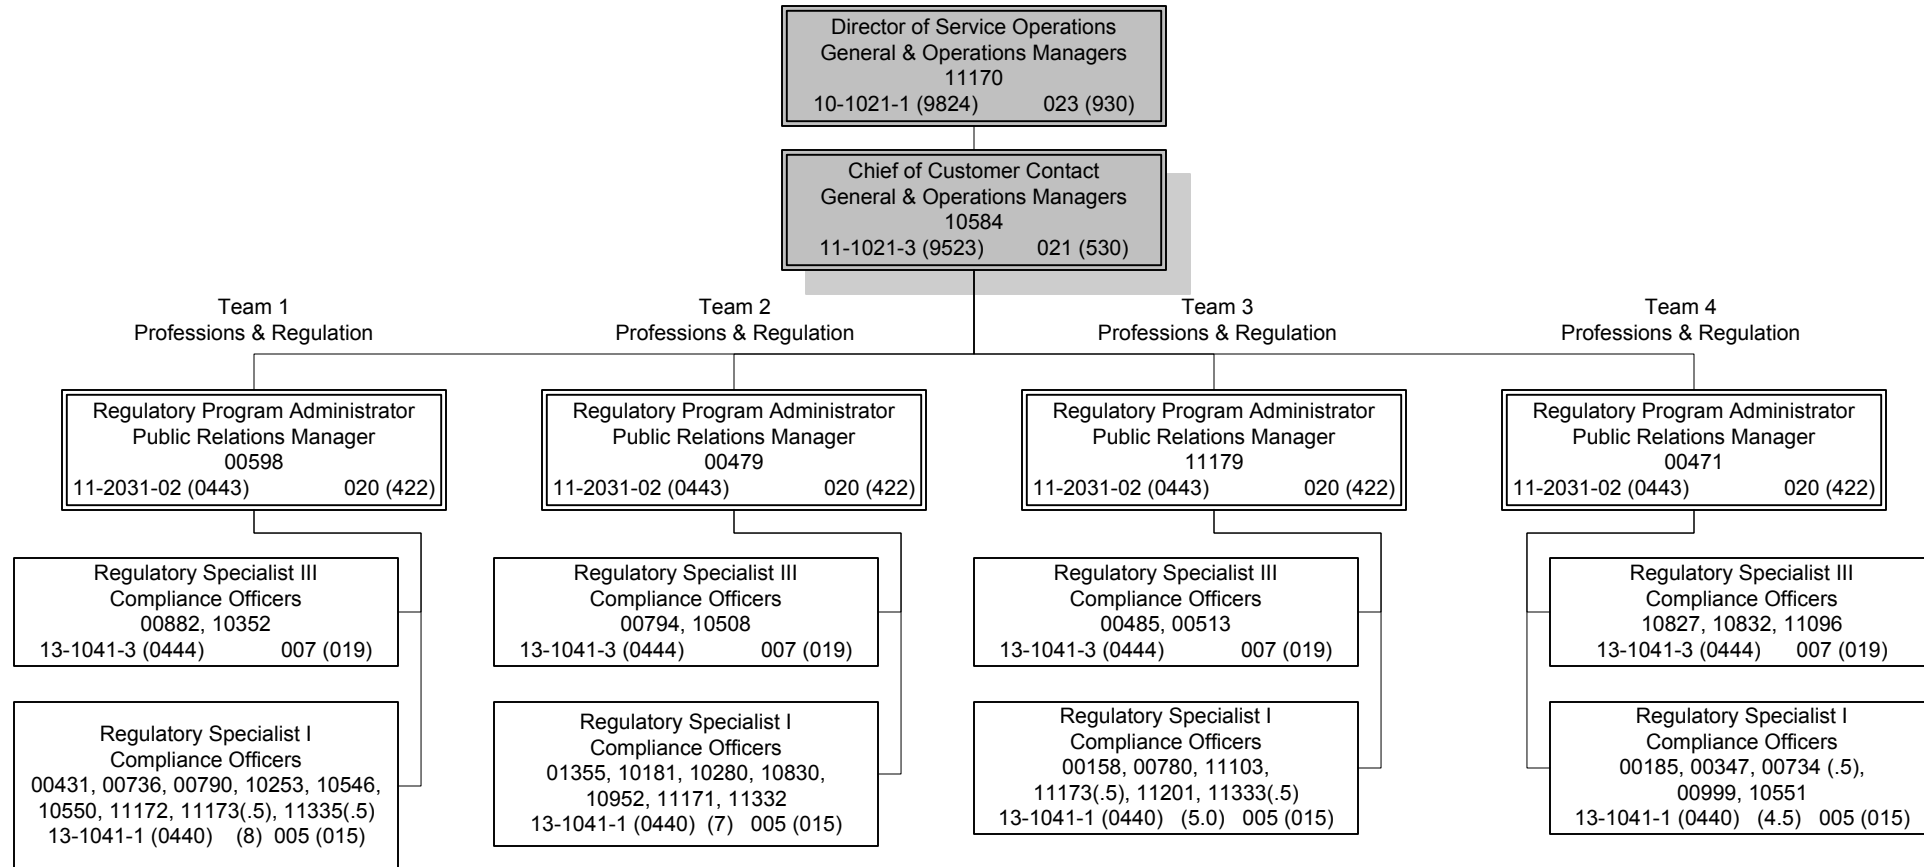 Director of Service Operations
General & Operations Managers
11170
10-1021-1 (9824) 023 (930)
Chief of Customer Contact
General & Operations Managers
10584
11-1021-3 (9523) 021 (530)
Team 1
Professions & Regulation
Team 2
Professions & Regulation
Team 3
Professions & Regulation
Team 4
Professions & Regulation
Regulatory Program Administrator
Public Relations Manager
00598
11-2031-02 (0443) 020 (422)
Regulatory Program Administrator
Public Relations Manager
00479
11-2031-02 (0443) 020 (422)
Regulatory Program Administrator
Public Relations Manager
11179
11-2031-02 (0443) 020 (422)
Regulatory Program Administrator
Public Relations Manager
00471
11-2031-02 (0443) 020 (422)
Regulatory Specialist III
Compliance Officers
00882, 10352
13-1041-3 (0444) 007 (019)
Regulatory Specialist III
Compliance Officers
00794, 10508
13-1041-3 (0444) 007 (019)
Regulatory Specialist III
Compliance Officers
00485, 00513
13-1041-3 (0444) 007 (019)
Regulatory Specialist III
Compliance Officers
10827, 10832, 11096
13-1041-3 (0444) 007 (019)
Regulatory Specialist I
Compliance Officers
00431, 00736, 00790, 10253, 10546,
10550, 11172, 11173(.5), 11335(.5)
13-1041-1 (0440) (8) 005 (015)
Regulatory Specialist I
Compliance Officers
01355, 10181, 10280, 10830,
10952, 11171, 11332
13-1041-1 (0440) (7) 005 (015)
Regulatory Specialist I
Compliance Officers
00158, 00780, 11103,
11173(.5), 11201, 11333(.5)
13-1041-1 (0440) (5.0) 005 (015)
Regulatory Specialist I
Compliance Officers
00185, 00347, 00734 (.5),
00999, 10551
13-1041-1 (0440) (4.5) 005 (015)